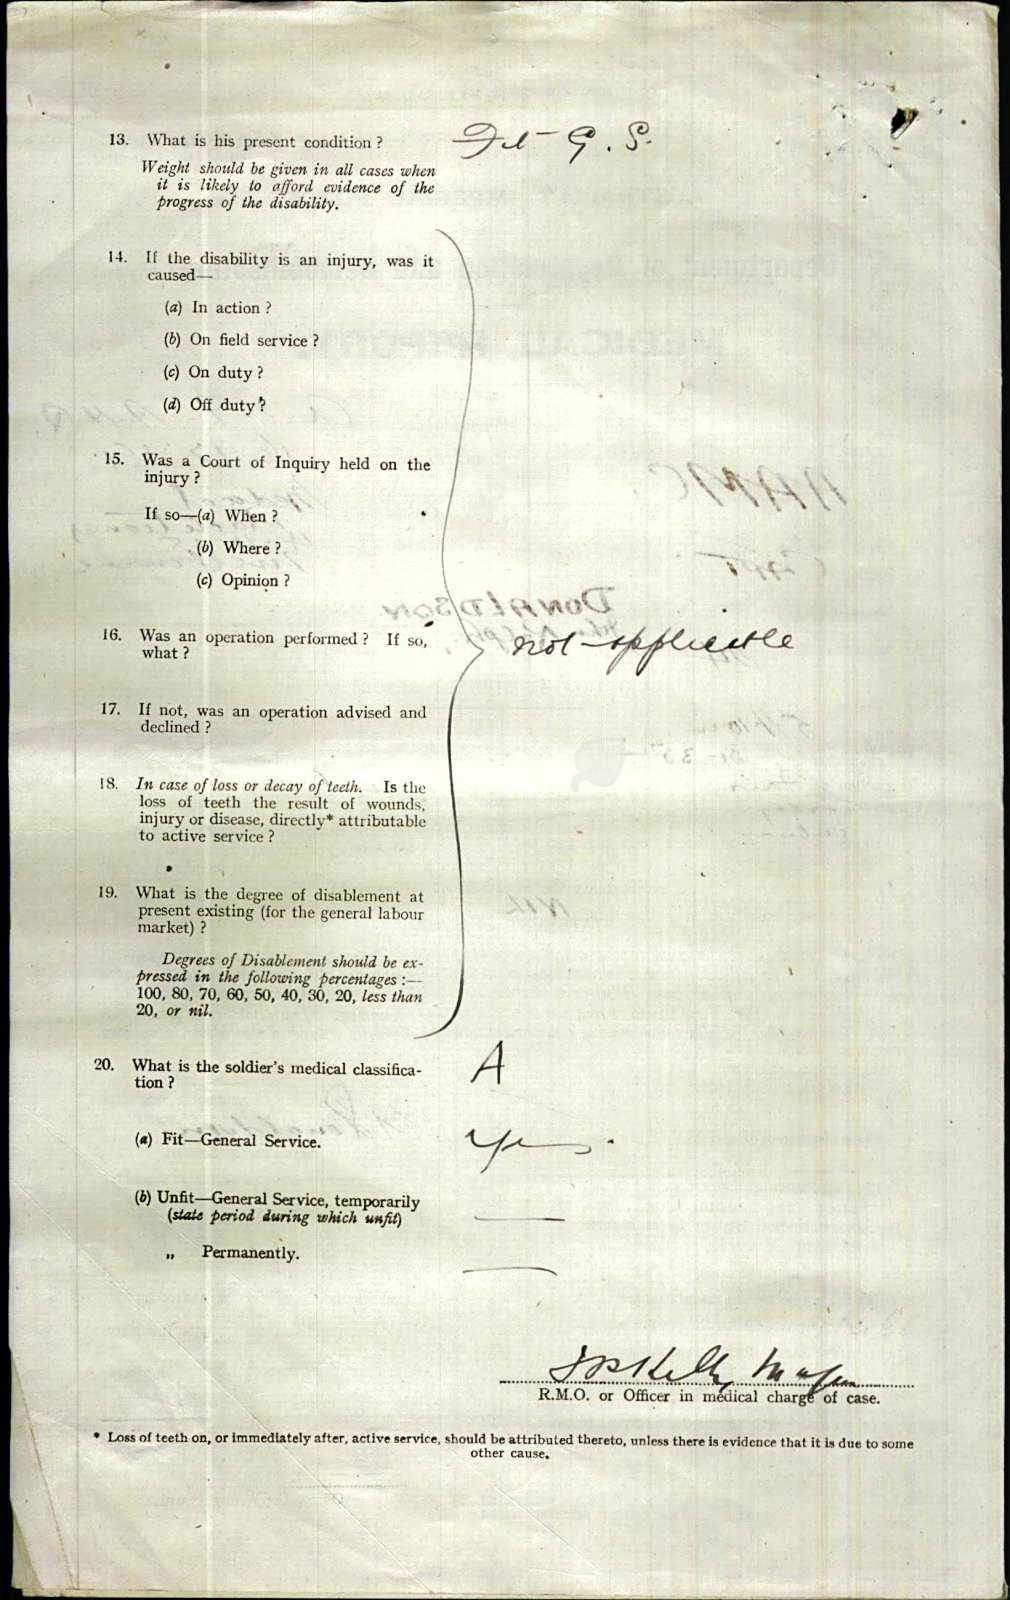 13. What is his present condition ? Fit G. S.
Weight should be given in all cases when
it is likely to afford evidence of the
progress of the disability.
14. If the disability is an injury, was it
caused—
(a) In action ?
(b) On field service ?
(c) On duty ?
(d) Off duty ?
15. Was a Court of Inquiry held on the
injury ?
If so—(a) When ?
(b) Where ?
(c) Opinion ?
DONALDSON
16. Was an operation performed ? If so, not applicable
what ?
17. If not, was an operation advised and
declined ?
18. In case of loss or decay of teeth. Is the
loss of teeth the result of wounds,
injury or disease, directly* attributable
to active service ?
19. What is the degree of disablement at
present existing (for the general labour
market) ?
Degrees of Disablement should be ex-
pressed in the following percentages :—
100, 80, 70, 60, 50, 40, 30, 20, less than
20, or nil.
20. What is the soldier's medical classifica- A
tion ?
(a) Fit—General Service. yes.
(b) Unfit—General Service, temporarily
(state period during which unfit) —
„ Permanently. —
Kelly Major
R.M.O. or Officer in medical charge of case.
* Loss of teeth on, or immediately after, active service, should be attributed thereto, unless there is evidence that it is due to some
other cause.